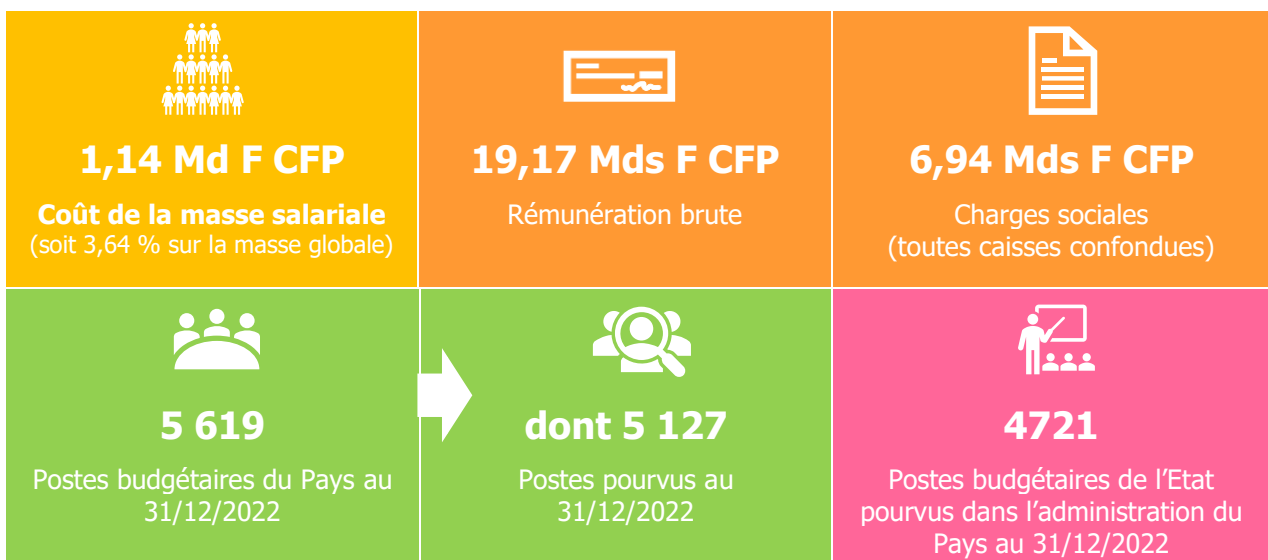 1,14 Md F CFP
Coût de la masse salariale
(soit 3,64 % sur la masse globale)
19,17 Mds F CFP
Rémunération brute
6,94 Mds F CFP
Charges sociales
(toutes caisses confondues)
5 619
Postes budgétaires du Pays au
31/12/2022
dont 5 127
Postes pourvus au
31/12/2022
4721
Postes budgétaires de l’Etat
pourvus dans l’administration du
Pays au 31/12/2022